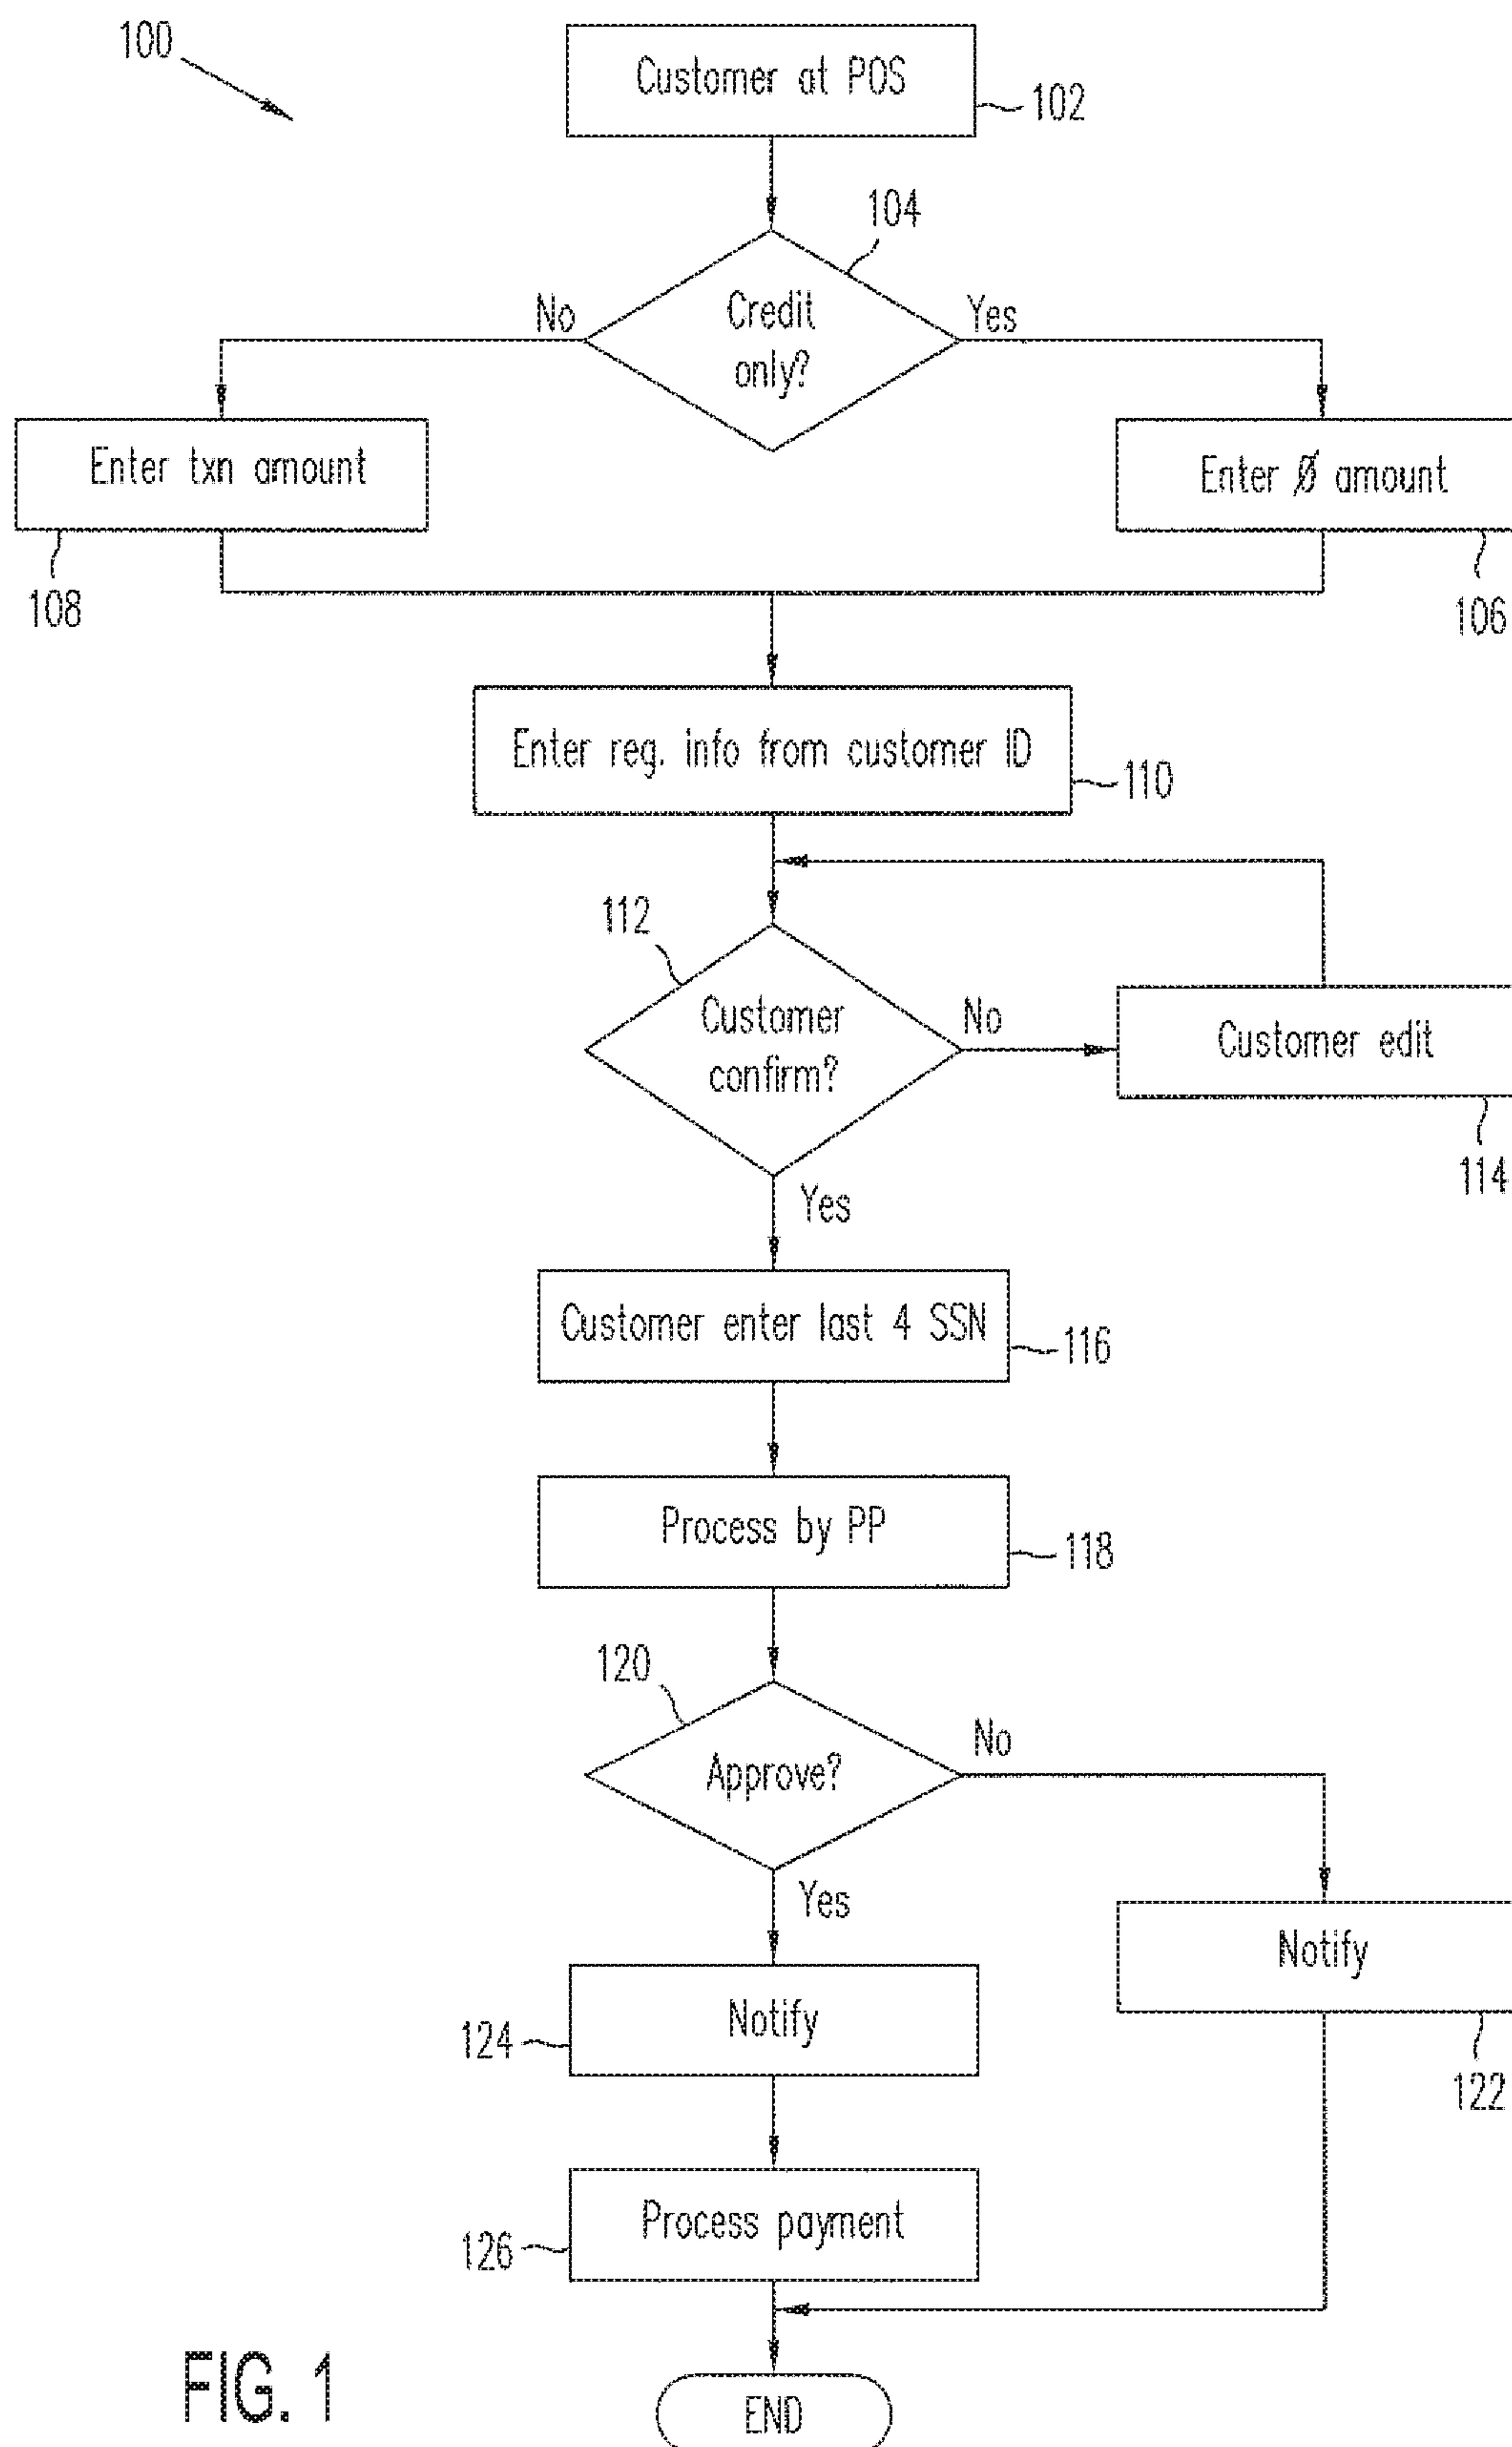 100
Customer at POS
102
104
No
Credit
only?
Yes
Enter txn amount
Enter Ø amount
108
106
Enter reg. info from customer ID
110
112
Customer
confirm?
No
Customer edit
114
Yes
Customer enter last 4 SSN
116
Process by PP
118
120
Approve?
No
Yes
Notify
122
Notify
124
Process payment
126
END
FIG. 1